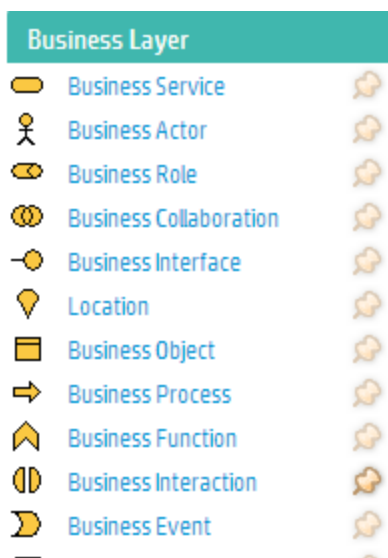 Business Layer
Business Service
Business Actor
Business Role
Business Collaboration
Business Interface
Location
Business Object
Business Process
Business Function
Business Interaction
Business Event